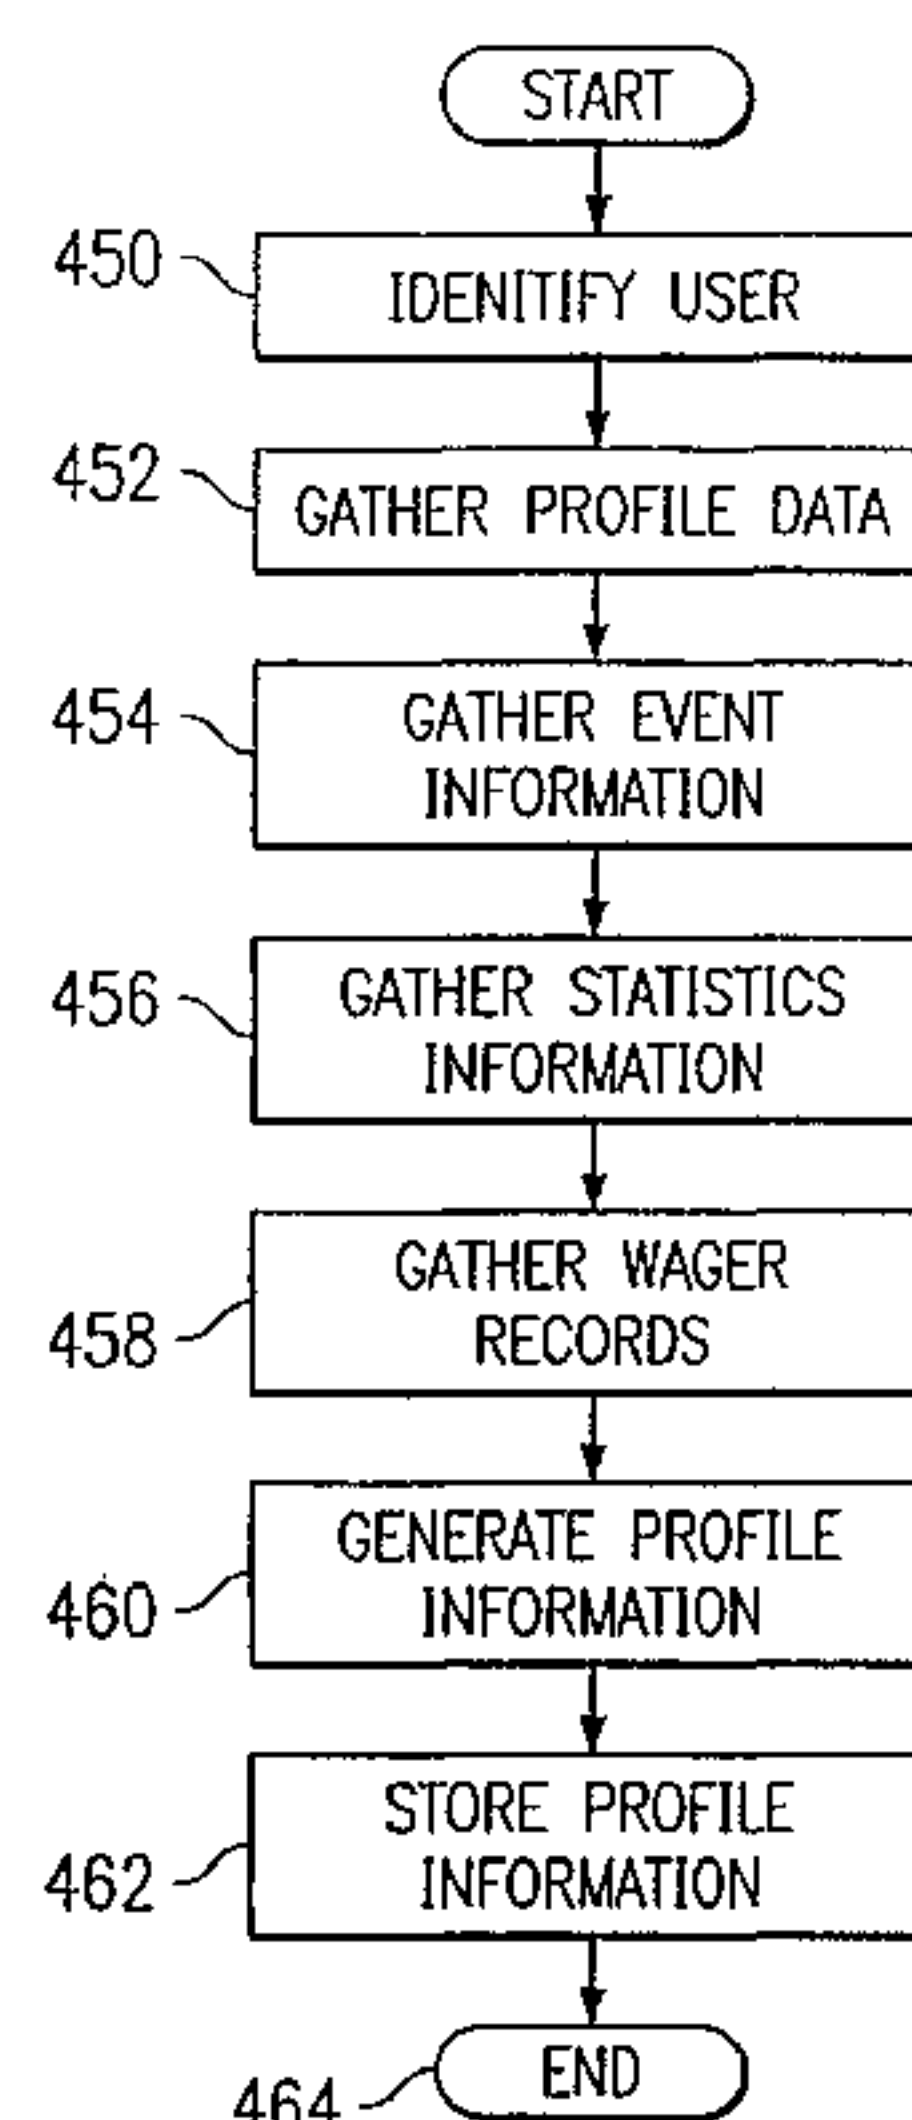 START
450
IDENITIFY USER
452
GATHER PROFILE DATA
454
GATHER EVENT
INFORMATION
456
GATHER STATISTICS
INFORMATION
458
GATHER WAGER
RECORDS
460
GENERATE PROFILE
INFORMATION
462
STORE PROFILE
INFORMATION
464
END